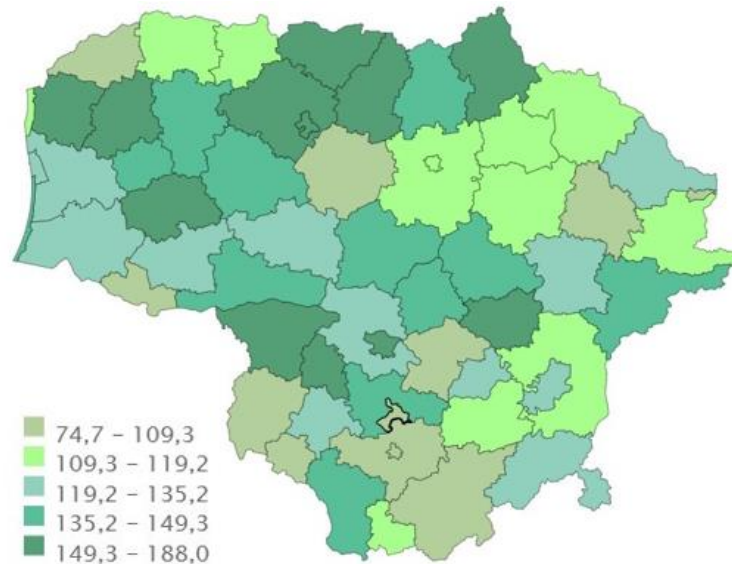 74,7 – 109,3
109,3 – 119,2
119,2 – 135,2
135,2 – 149,3
149,3 – 188,0